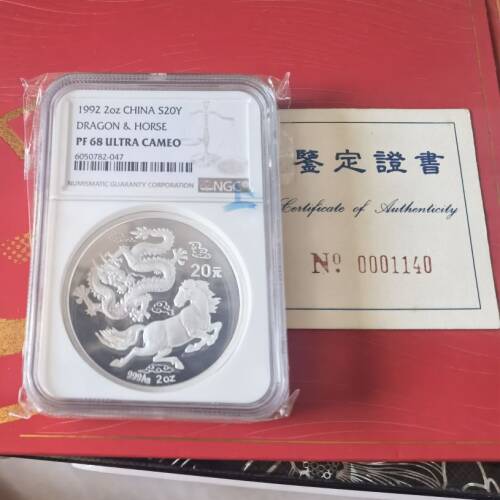 1992 2oz CHINA S20Y
DRAGON & HORSE
PF 68 ULTRA CAMEO
6050782-047
NUMISMATIC GUARANTY CORPORATION
NGC
20元
999Ag 2oz
鑒定證書
Certificate of Authenticity
Nº 0001140